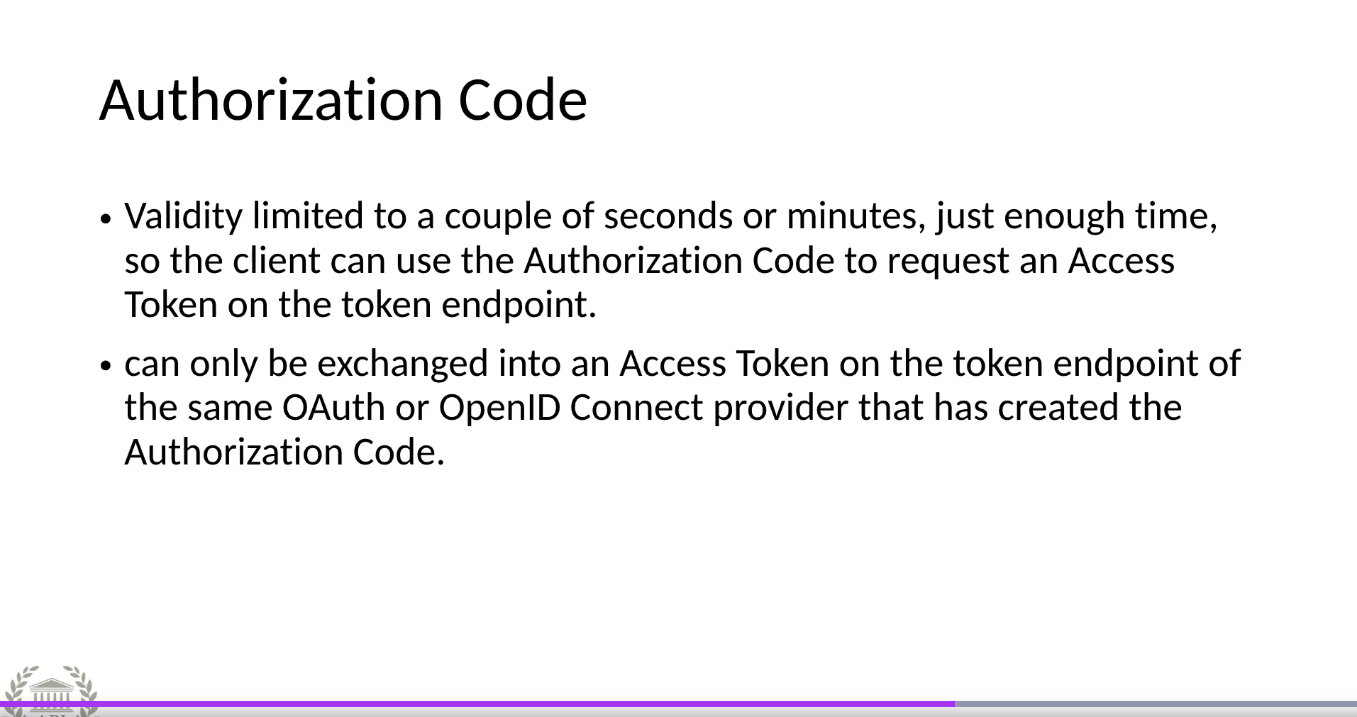 Authorization Code
• Validity limited to a couple of seconds or minutes, just enough time,
so the client can use the Authorization Code to request an Access
Token on the token endpoint.
• can only be exchanged into an Access Token on the token endpoint of
the same OAuth or OpenID Connect provider that has created the
Authorization Code.